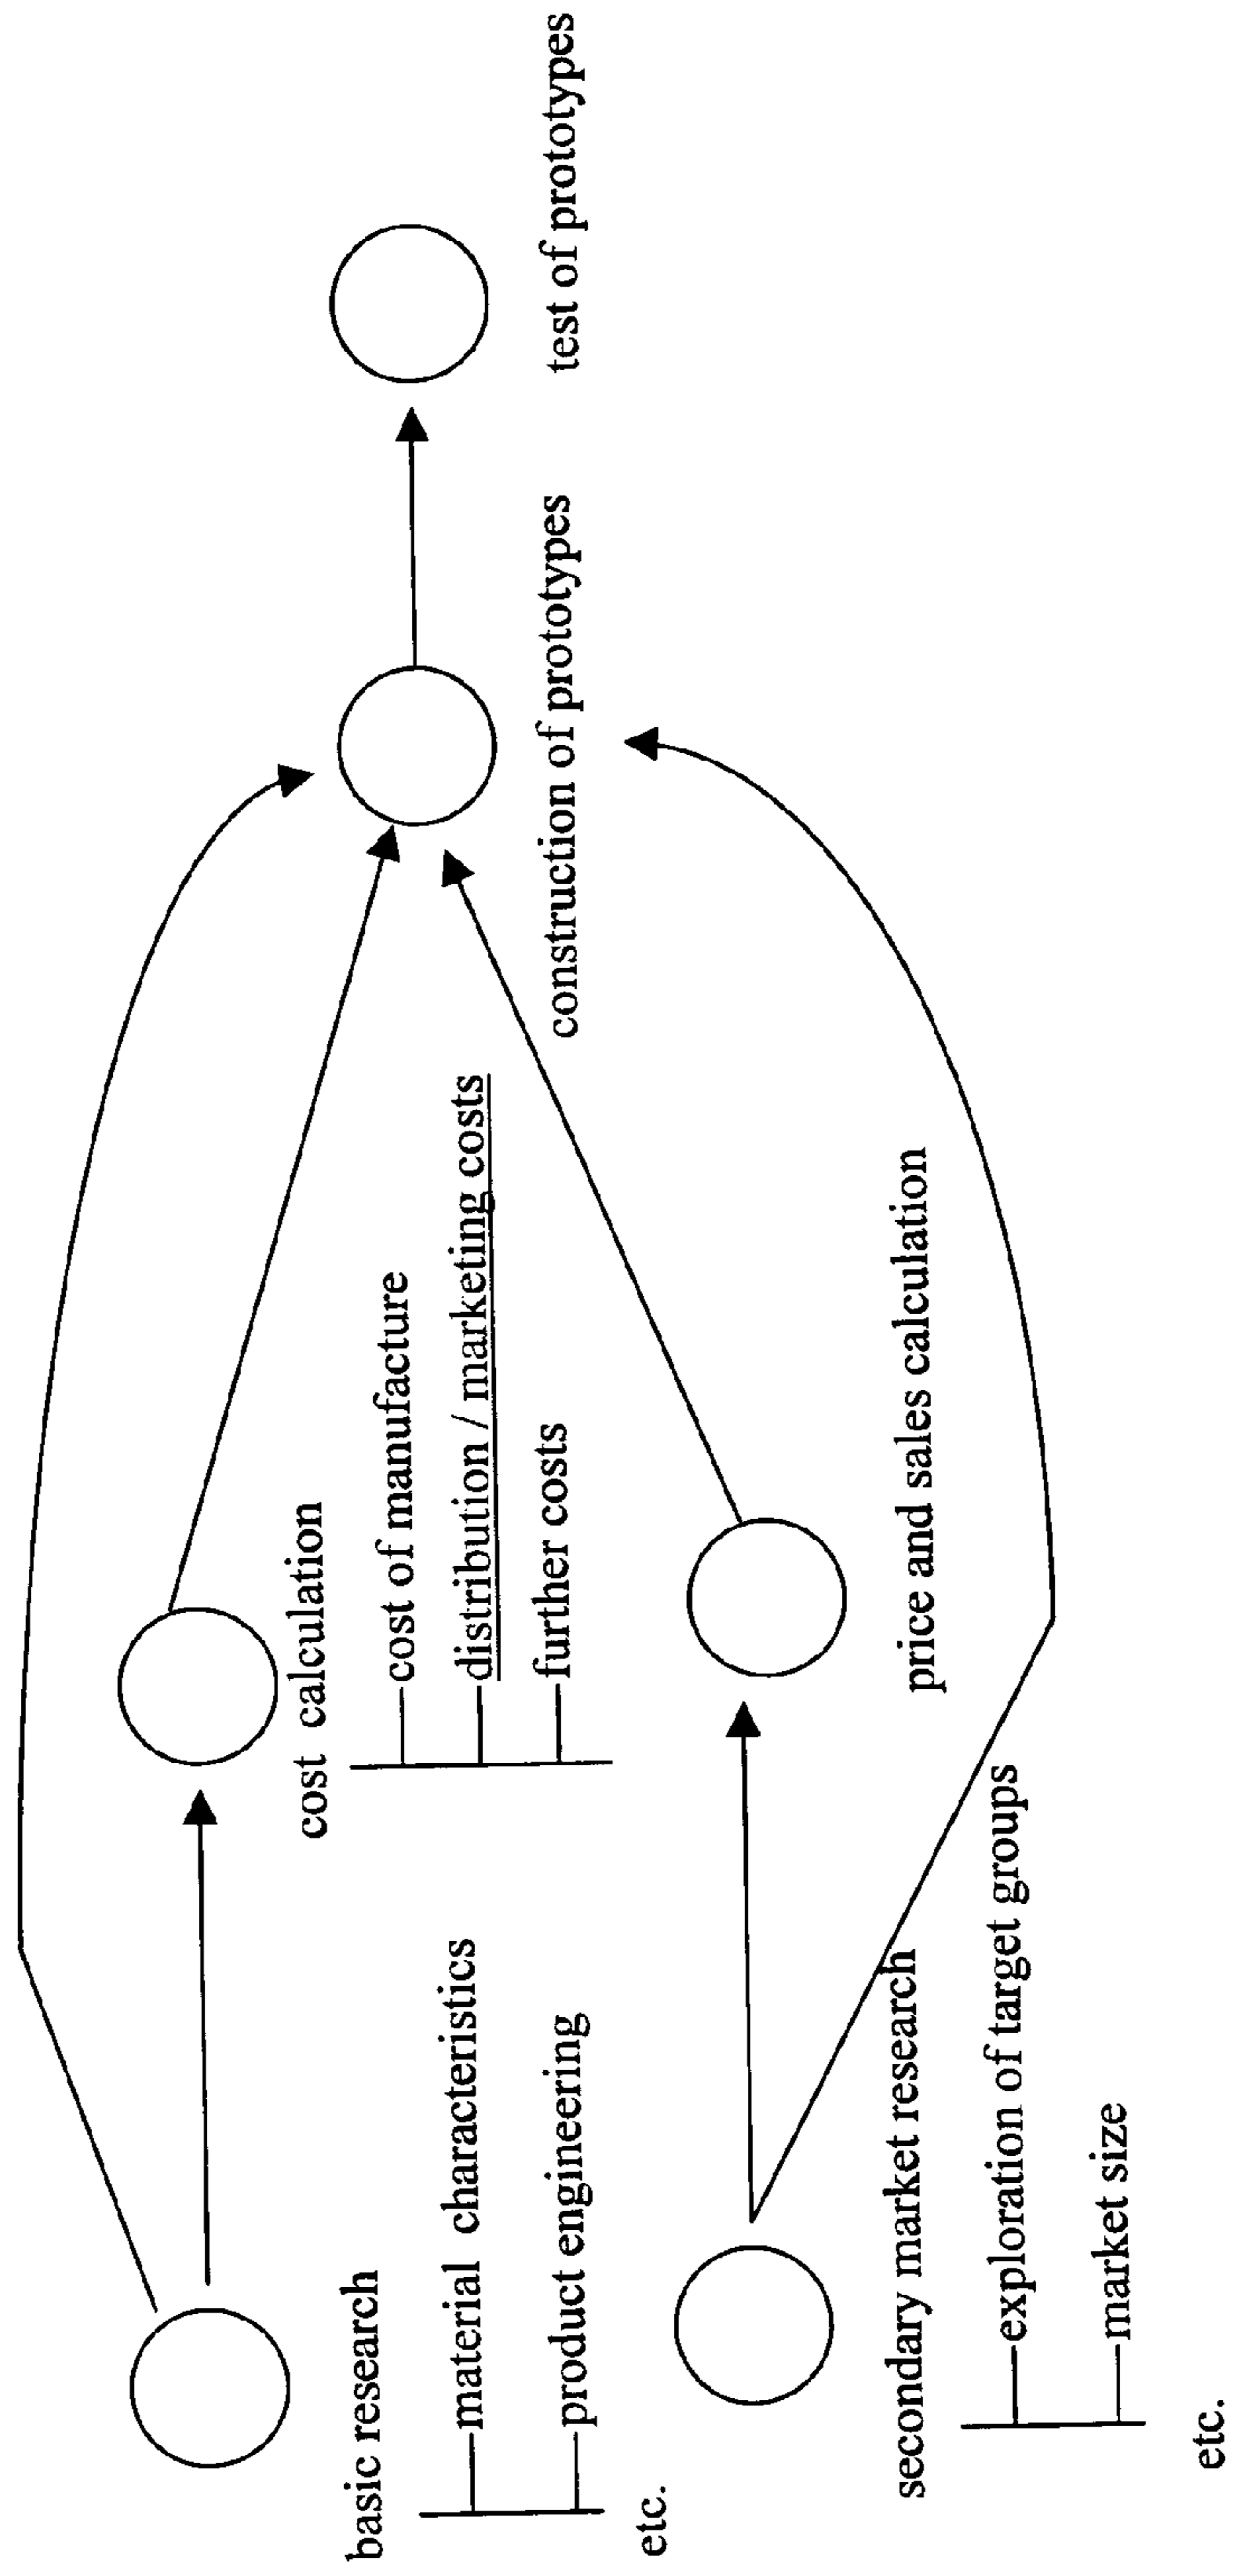 basic research
material characteristics
product engineering
etc.
cost calculation
cost of manufacture
distribution / marketing costs
further costs
secondary market research
exploration of target groups
market size
etc.
price and sales calculation
construction of prototypes
test of prototypes